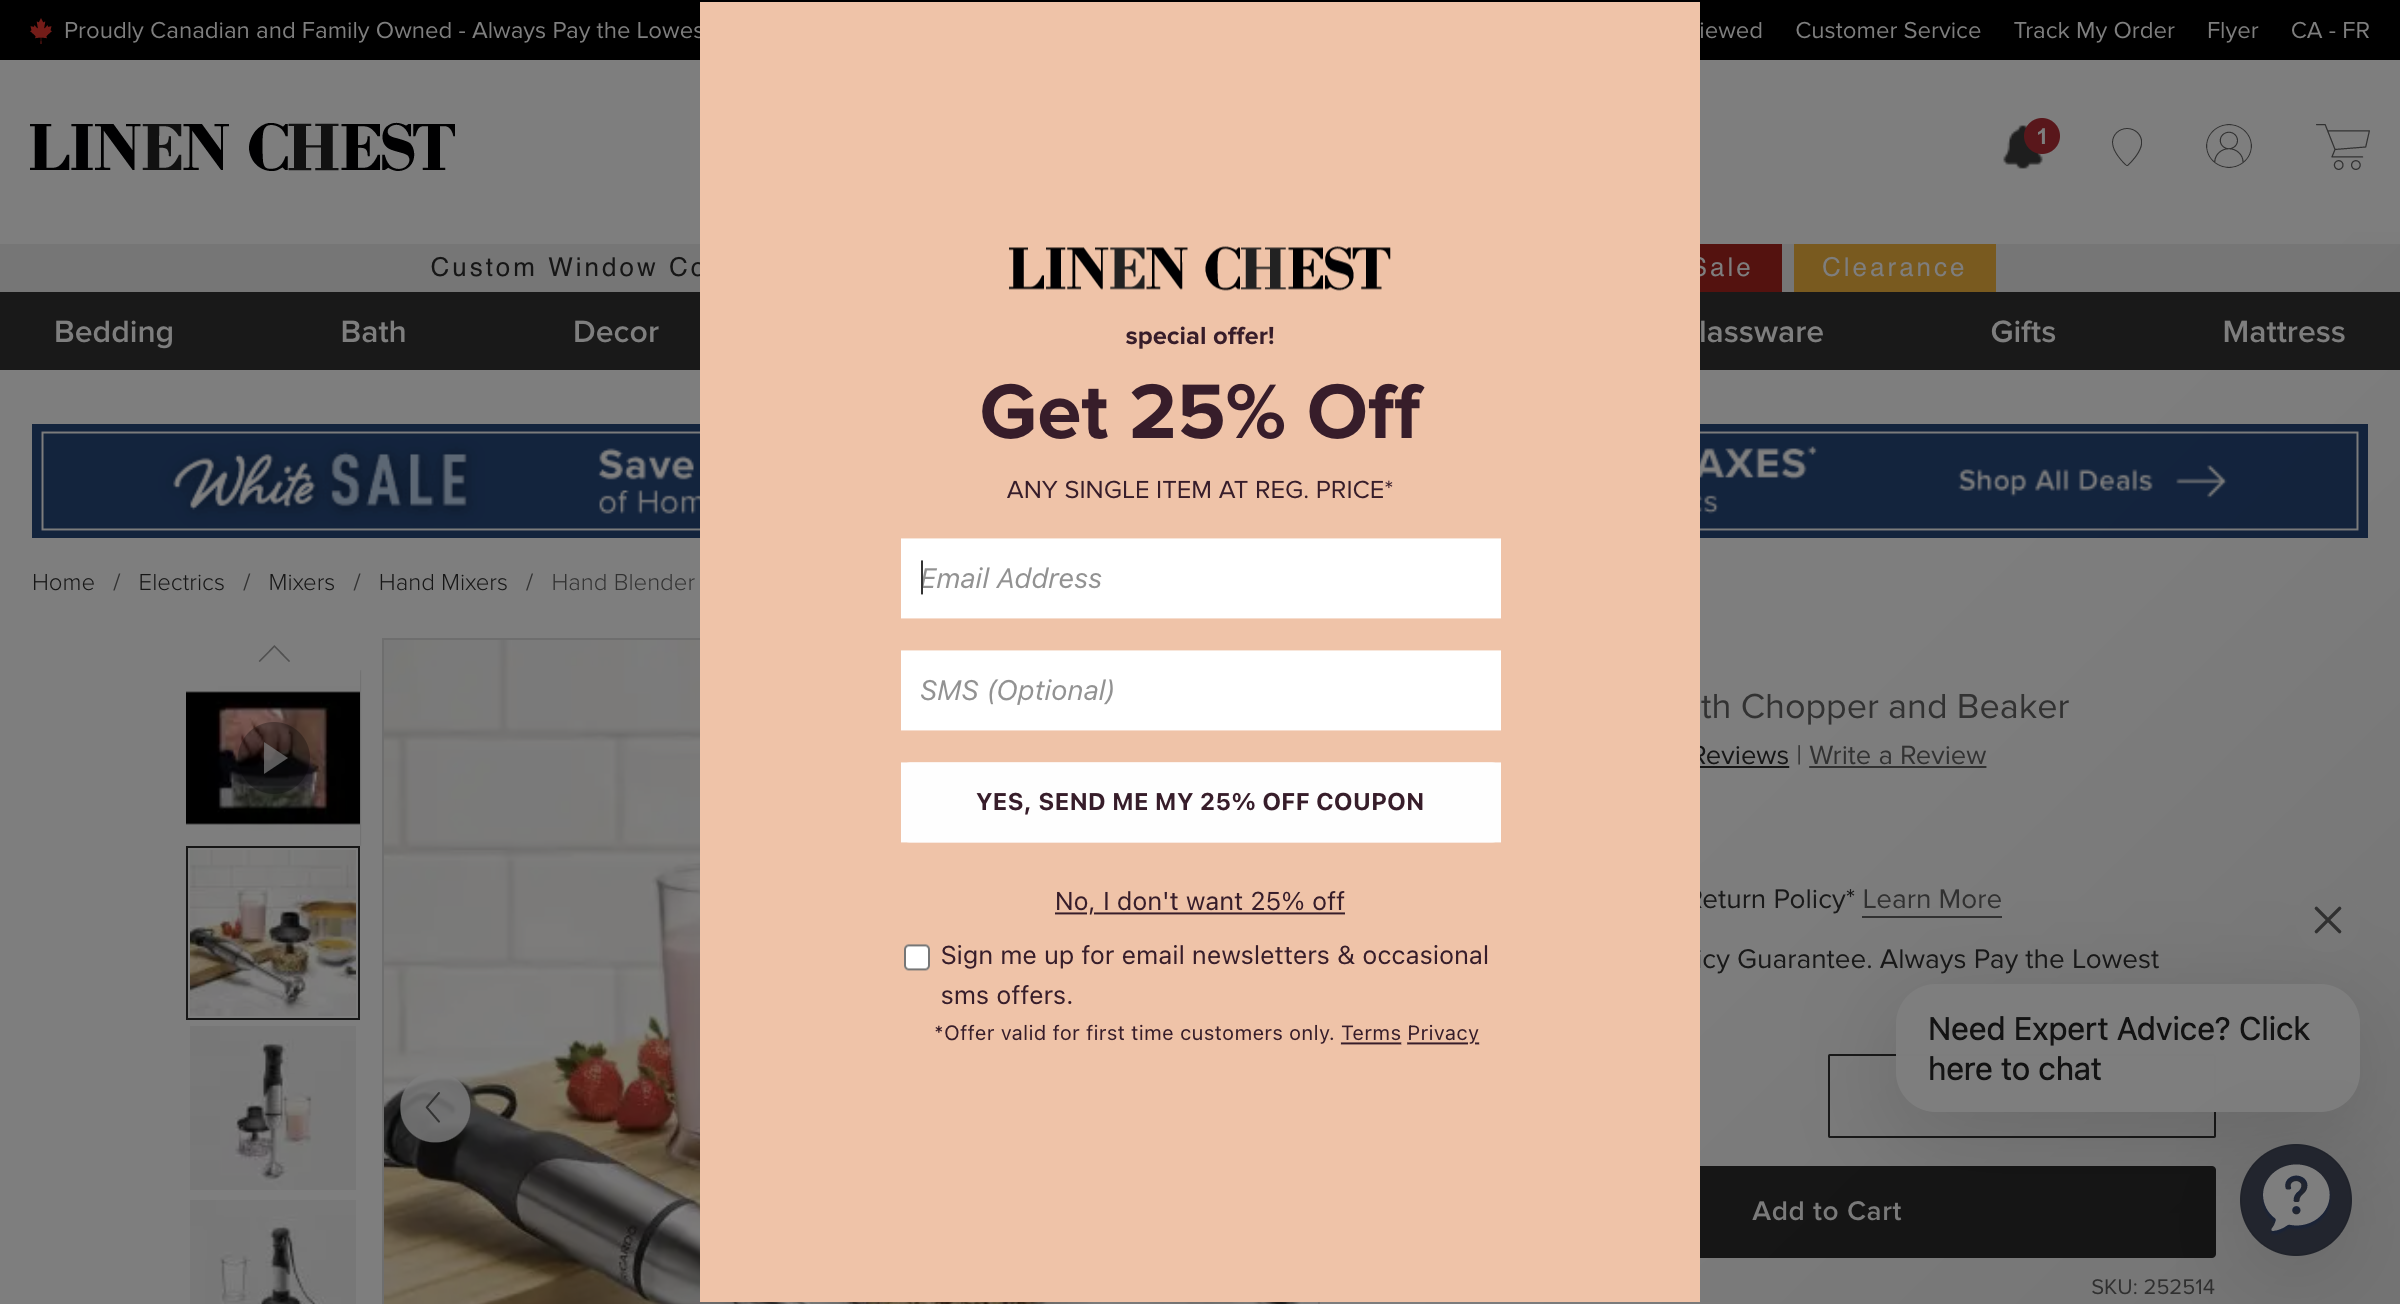 Proudly Canadian and Family Owned - Always Pay the Lowes
iewed Customer Service Track My Order Flyer CA - FR
LINEN CHEST
1
Custom Window Co
Sale Clearance
Bedding Bath Decor
lassware Gifts Mattress
White SALE
Save
of Hom
AXES*
Shop All Deals
Home / Electrics / Mixers / Hand Mixers / Hand Blender
LINEN CHEST
special offer!
Get 25% Off
ANY SINGLE ITEM AT REG. PRICE*
Email Address
SMS (Optional)
YES, SEND ME MY 25% OFF COUPON
No, I don't want 25% off
Sign me up for email newsletters & occasional
sms offers.
*Offer valid for first time customers only. Terms Privacy
th Chopper and Beaker
Reviews | Write a Review
Return Policy* Learn More
cy Guarantee. Always Pay the Lowest
Need Expert Advice? Click
here to chat
Add to Cart
SKU: 252514
RICARDO